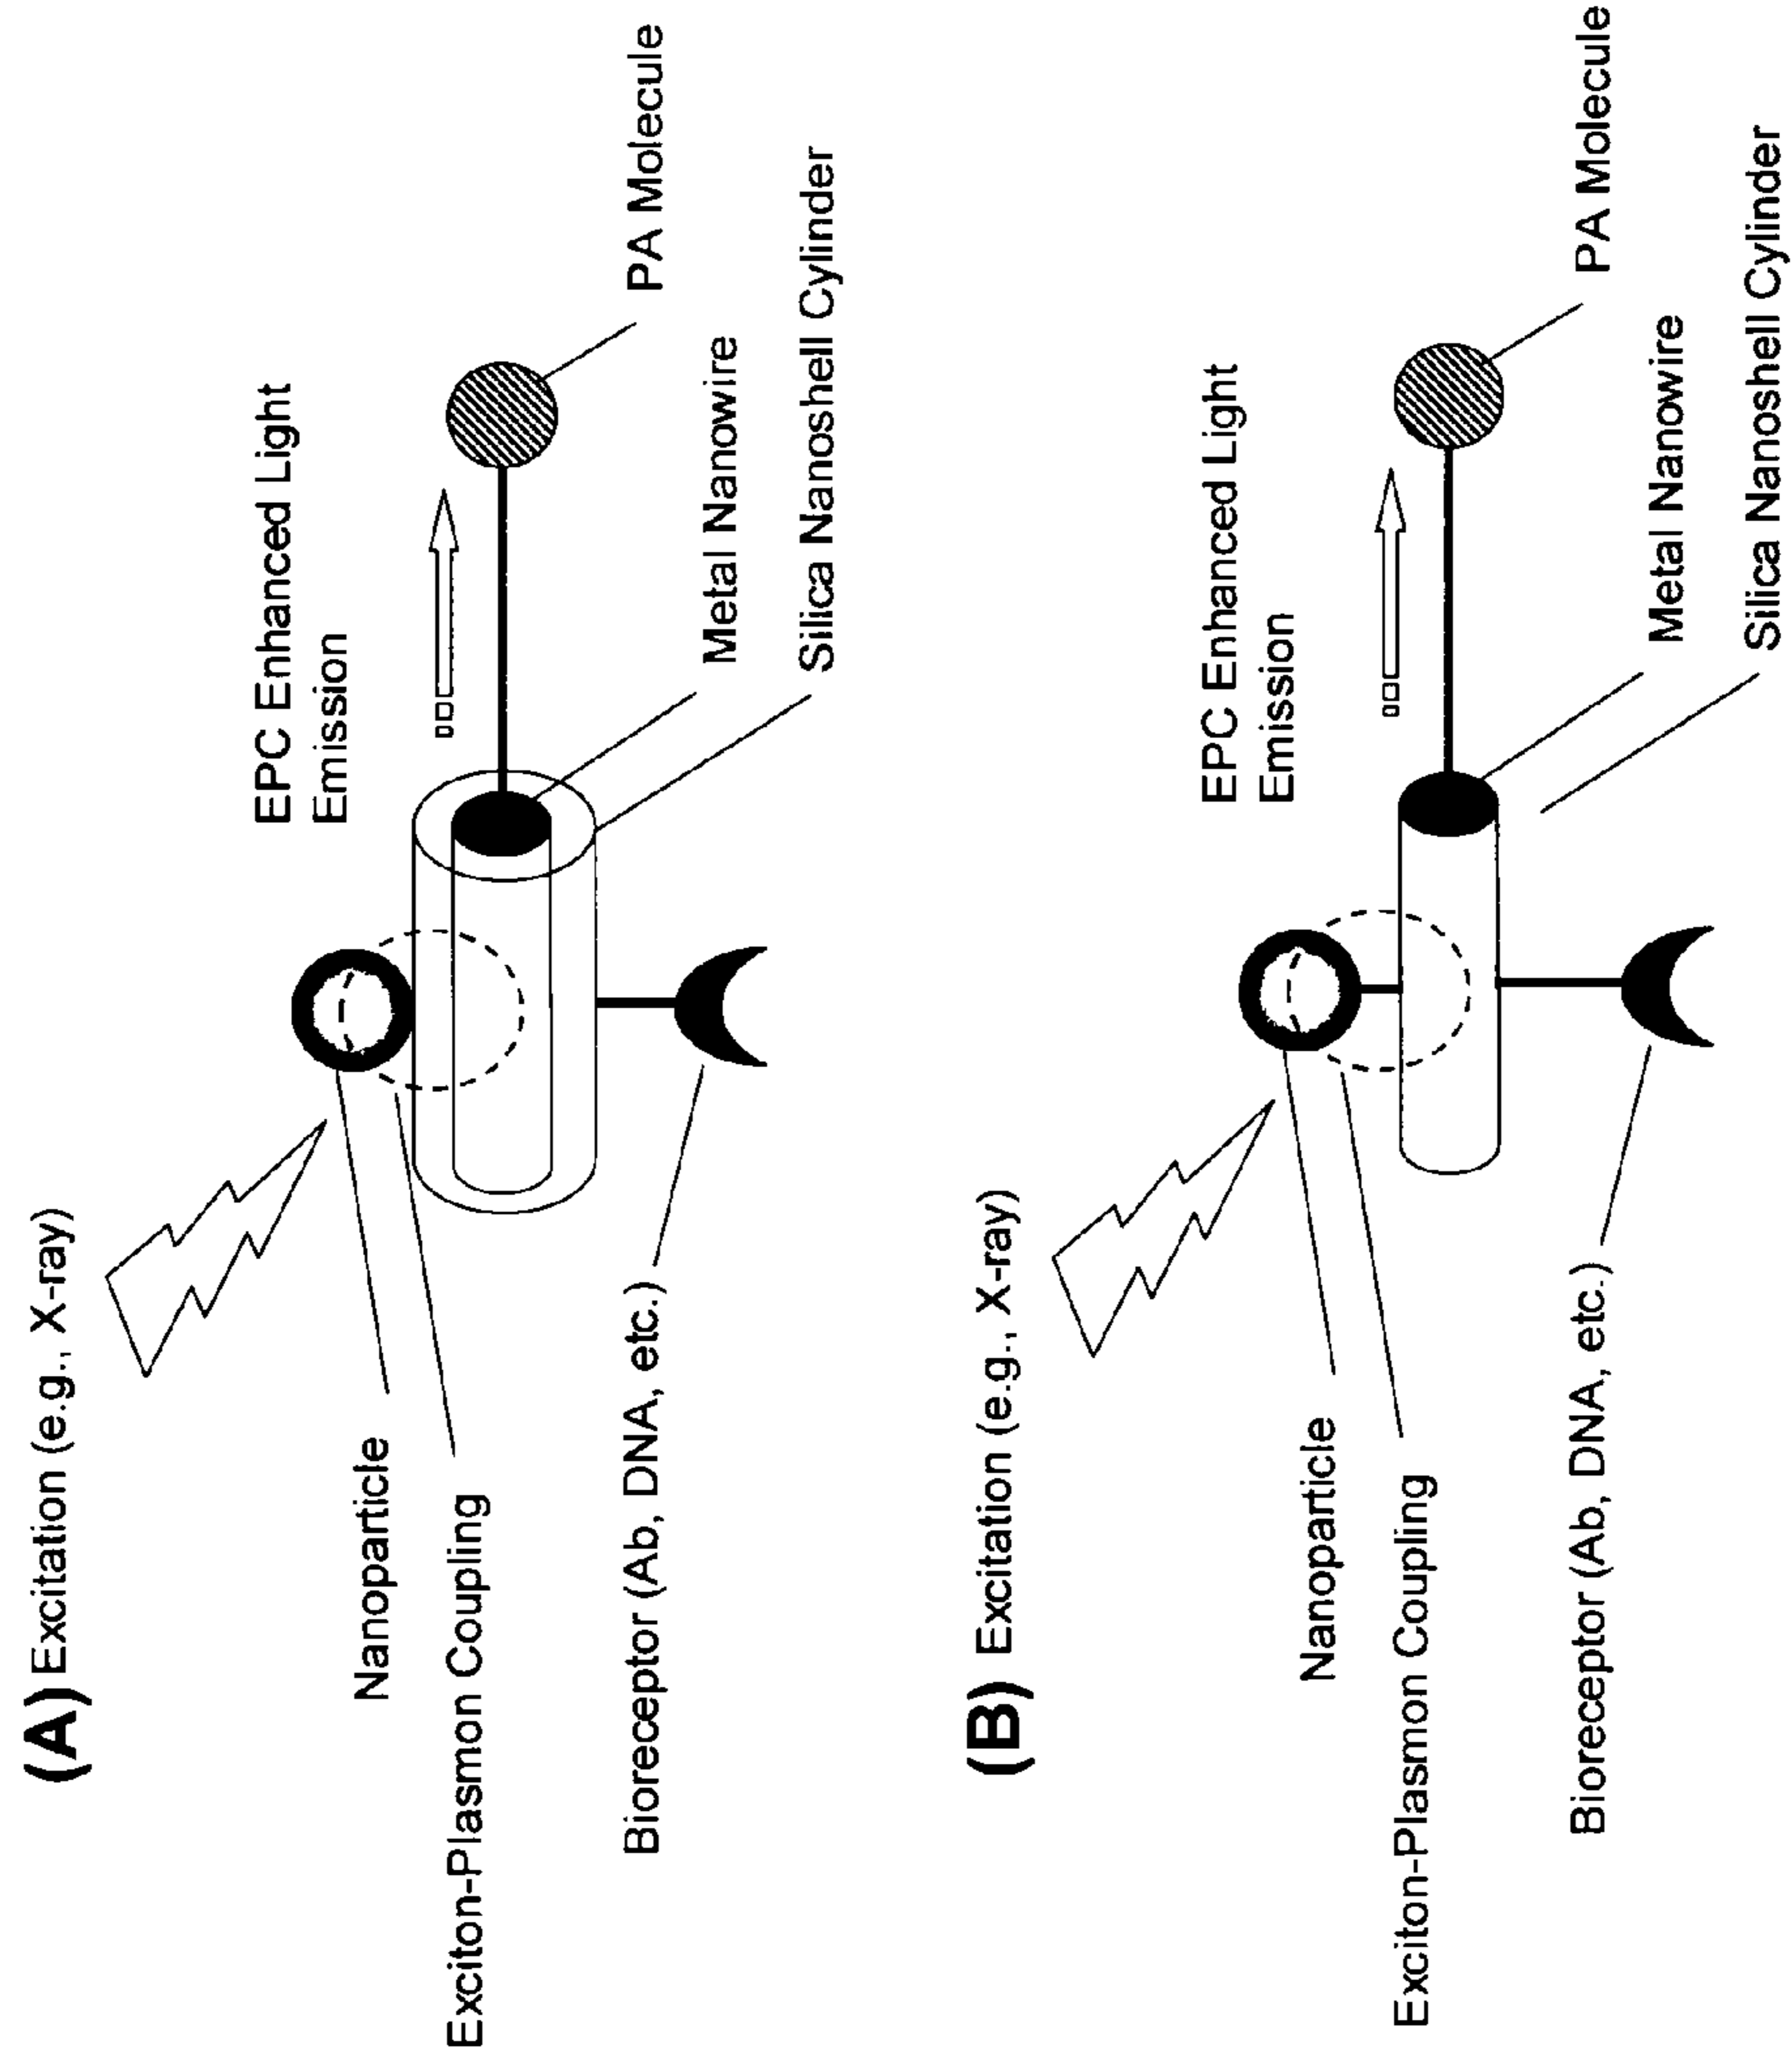 (A) Excitation (e.g., X-ray)
EPC Enhanced Light
Emission
Nanoparticle
Exciton-Plasmon Coupling
PA Molecule
Bioreceptor (Ab, DNA, etc.)
Metal Nanowire
Silica Nanoshell Cylinder
(B) Excitation (e.g., X-ray)
EPC Enhanced Light
Emission
Nanoparticle
Exciton-Plasmon Coupling
PA Molecule
Bioreceptor (Ab, DNA, etc.)
Metal Nanowire
Silica Nanoshell Cylinder